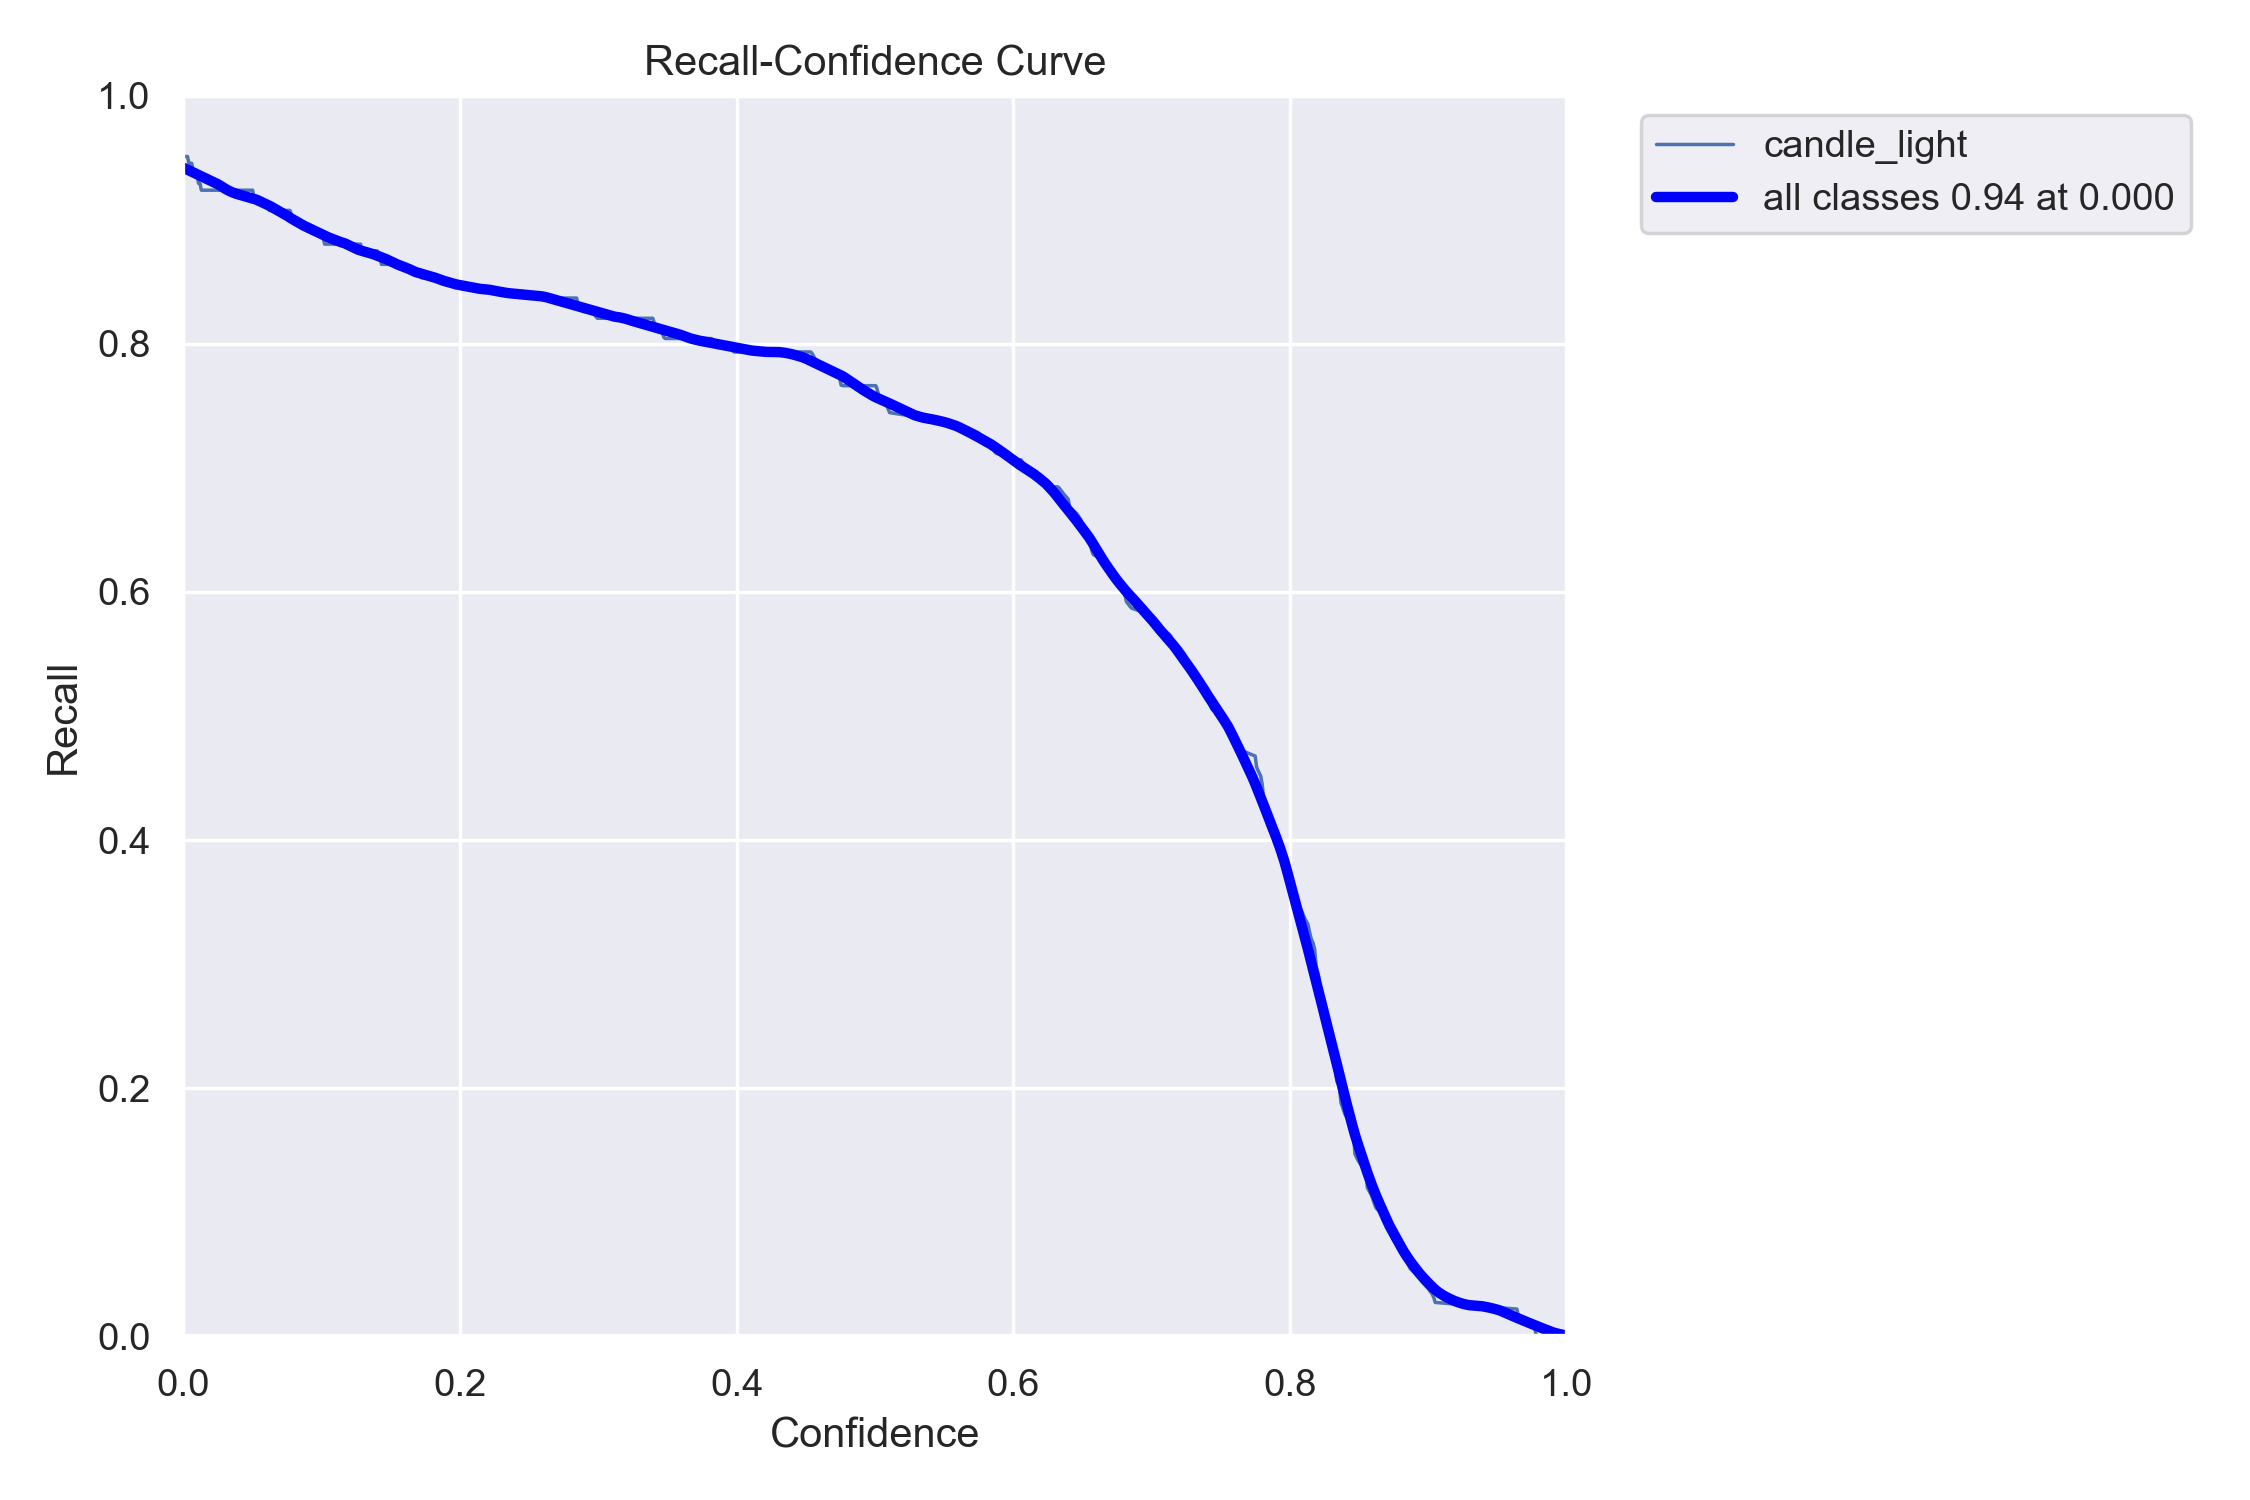 Recall-Confidence Curve
1.0
0.8
0.6
0.4
0.2
0.0
Recall
0.0 0.2 0.4 0.6 0.8 1.0
Confidence
candle_light
all classes 0.94 at 0.000